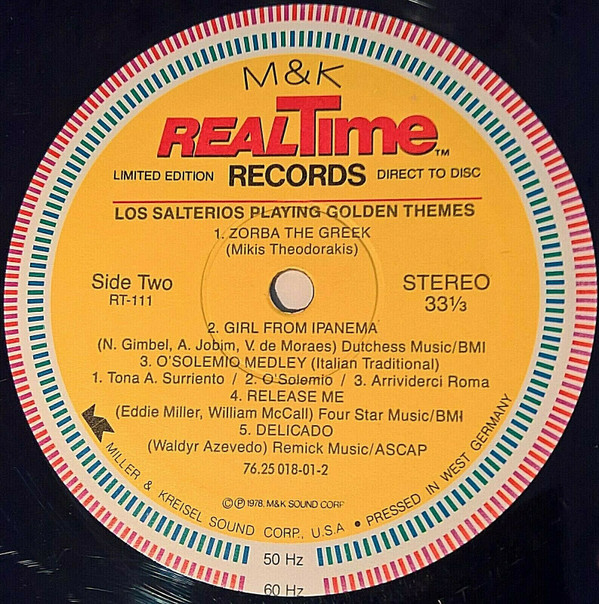 M&K
REALTime™
LIMITED EDITION RECORDS DIRECT TO DISC
LOS SALTERIOS PLAYING GOLDEN THEMES
1. ZORBA THE GREEK
(Mikis Theodorakis)
Side Two
RT-111
STEREO
33⅓
2. GIRL FROM IPANEMA
(N. Gimbel, A. Jobim, V. de Moraes) Dutchess Music/BMI
3. O'SOLEMIO MEDLEY (Italian Traditional)
1. Tona A. Surriento / 2. O'Solemio / 3. Arrividerci Roma
4. RELEASE ME
(Eddie Miller, William McCall) Four Star Music/BMI
5. DELICADO
(Waldyr Azevedo) Remick Music/ASCAP
76.25 018-01-2
©℗ 1978, M&K SOUND CORP.
MILLER & KREISEL SOUND CORP., U.S.A • PRESSED IN WEST GERMANY
50 Hz
60 Hz